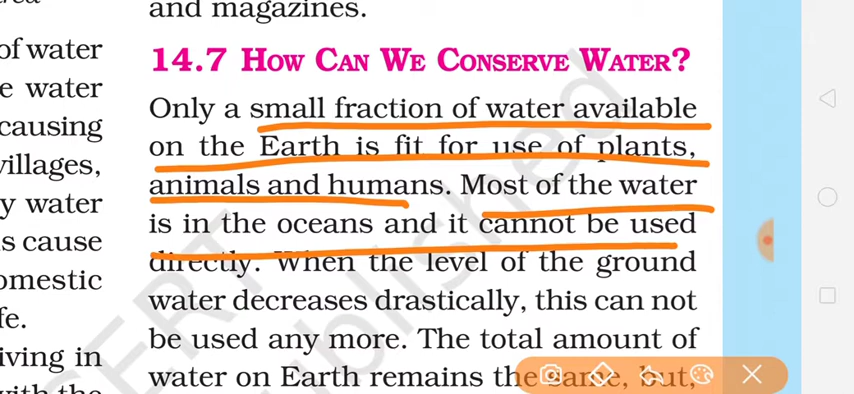 and magazines.
of water
e water
causing
villages,
y water
s cause
omestic
fe.
iving in
with the
14.7 HOW CAN WE CONSERVE WATER?
Only a small fraction of water available
on the Earth is fit for use of plants,
animals and humans. Most of the water
is in the oceans and it cannot be used
directly. When the level of the ground
water decreases drastically, this can not
be used any more. The total amount of
water on Earth remains the same, but,